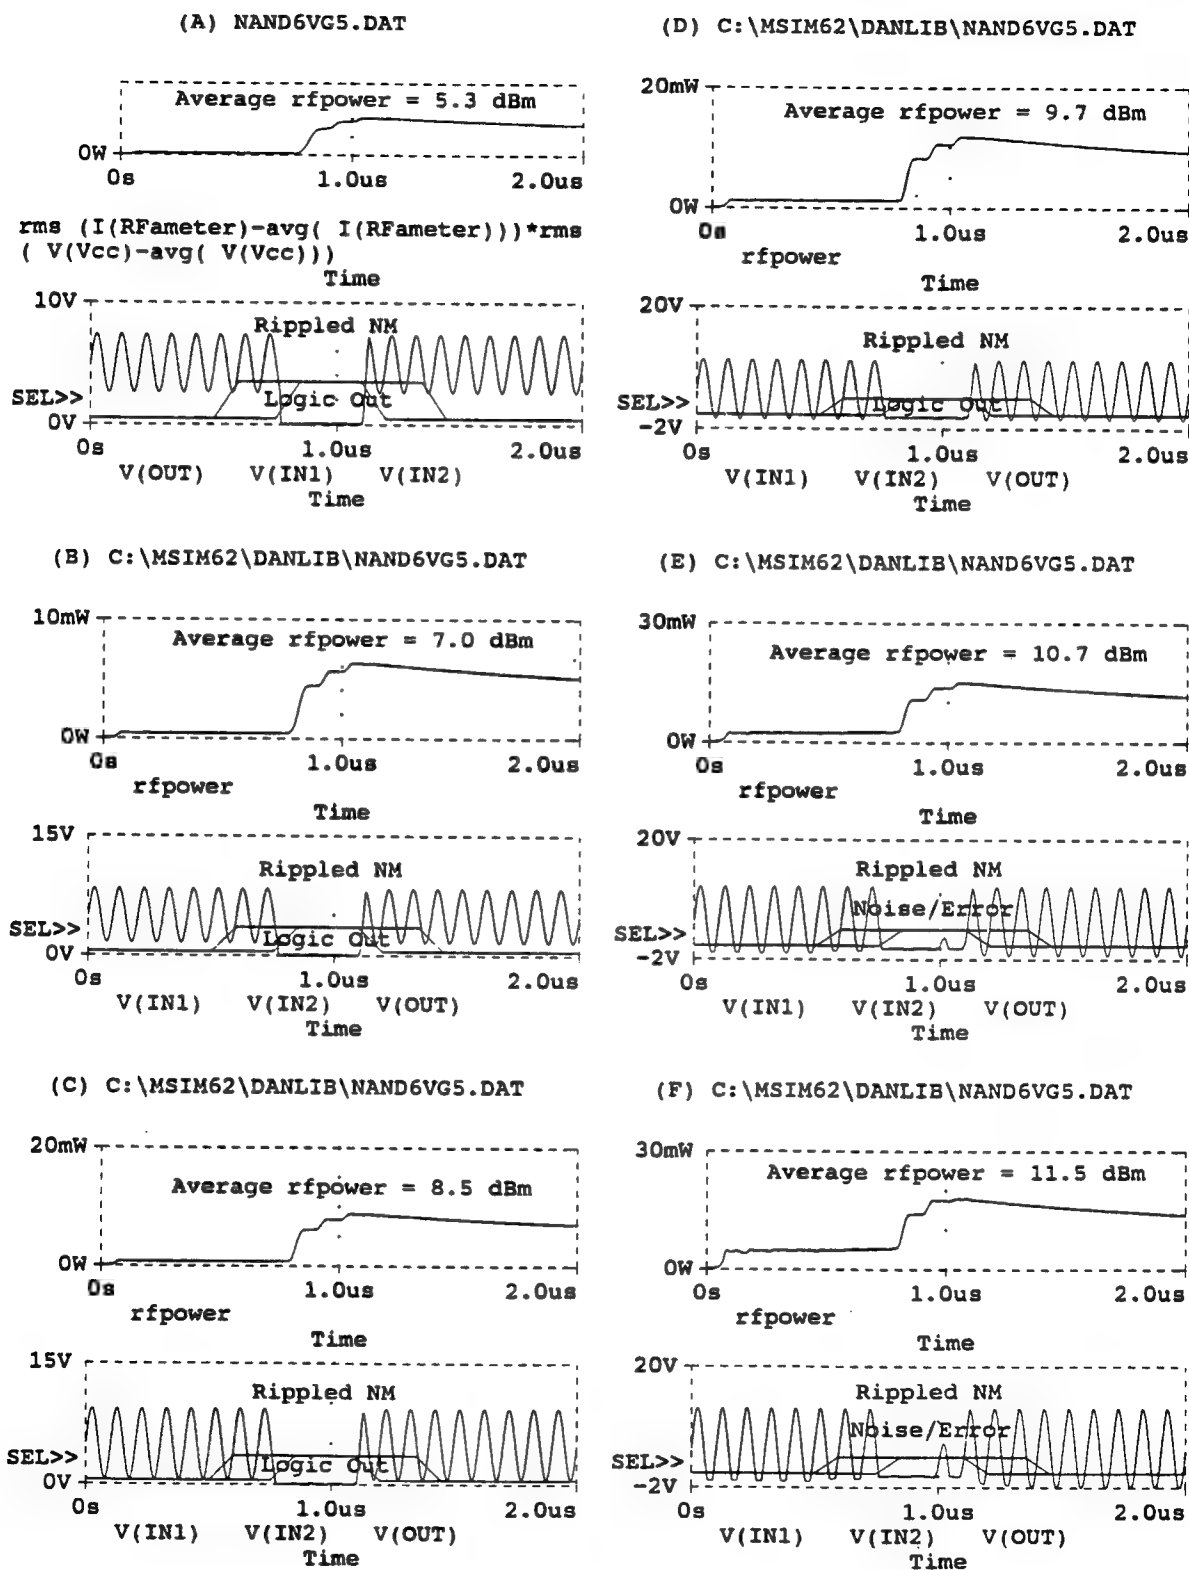 (A) NAND6VG5.DAT
Average rfpower = 5.3 dBm
0W
0s 1.0us 2.0us
rms (I(RFameter)-avg( I(RFameter)))*rms
( V(Vcc)-avg( V(Vcc)))
Time
10V
Rippled NM
SEL>>
Logic Out
0V
0s 1.0us 2.0us
V(OUT) V(IN1) V(IN2)
Time
(B) C:\MSIM62\DANLIB\NAND6VG5.DAT
10mW
Average rfpower = 7.0 dBm
0W
0s 1.0us 2.0us
rfpower
Time
15V
Rippled NM
SEL>>
Logic Out
0V
0s 1.0us 2.0us
V(IN1) V(IN2) V(OUT)
Time
(C) C:\MSIM62\DANLIB\NAND6VG5.DAT
20mW
Average rfpower = 8.5 dBm
0W
0s 1.0us 2.0us
rfpower
Time
15V
Rippled NM
SEL>>
Logic Out
0V
0s 1.0us 2.0us
V(IN1) V(IN2) V(OUT)
Time
(D) C:\MSIM62\DANLIB\NAND6VG5.DAT
20mW
Average rfpower = 9.7 dBm
0W
0s 1.0us 2.0us
rfpower
Time
20V
Rippled NM
SEL>>
Logic Out
-2V
0s 1.0us 2.0us
V(IN1) V(IN2) V(OUT)
Time
(E) C:\MSIM62\DANLIB\NAND6VG5.DAT
30mW
Average rfpower = 10.7 dBm
0W
0s 1.0us 2.0us
rfpower
Time
20V
Rippled NM
Noise/Error
SEL>>
-2V
0s 1.0us 2.0us
V(IN1) V(IN2) V(OUT)
Time
(F) C:\MSIM62\DANLIB\NAND6VG5.DAT
30mW
Average rfpower = 11.5 dBm
0W
0s 1.0us 2.0us
rfpower
Time
20V
Rippled NM
Noise/Error
SEL>>
-2V
0s 1.0us 2.0us
V(IN1) V(IN2) V(OUT)
Time